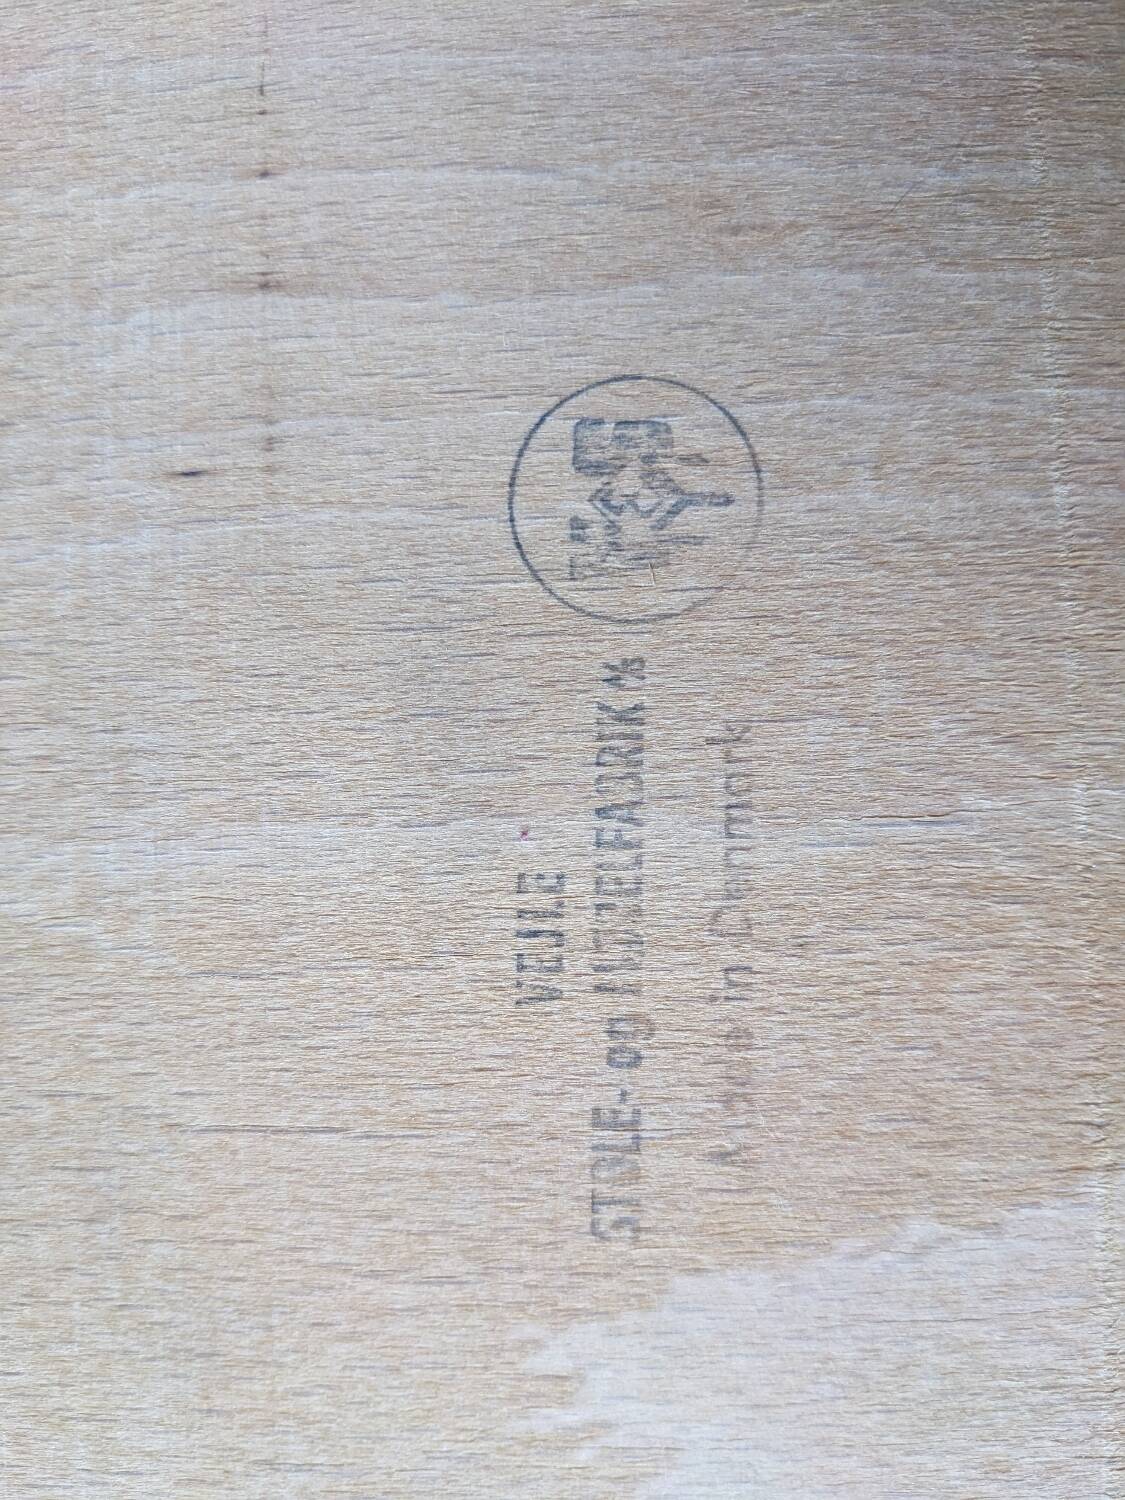 VEJLE
STOLE- og MØBELFABRIK A/S
Made in Denmark